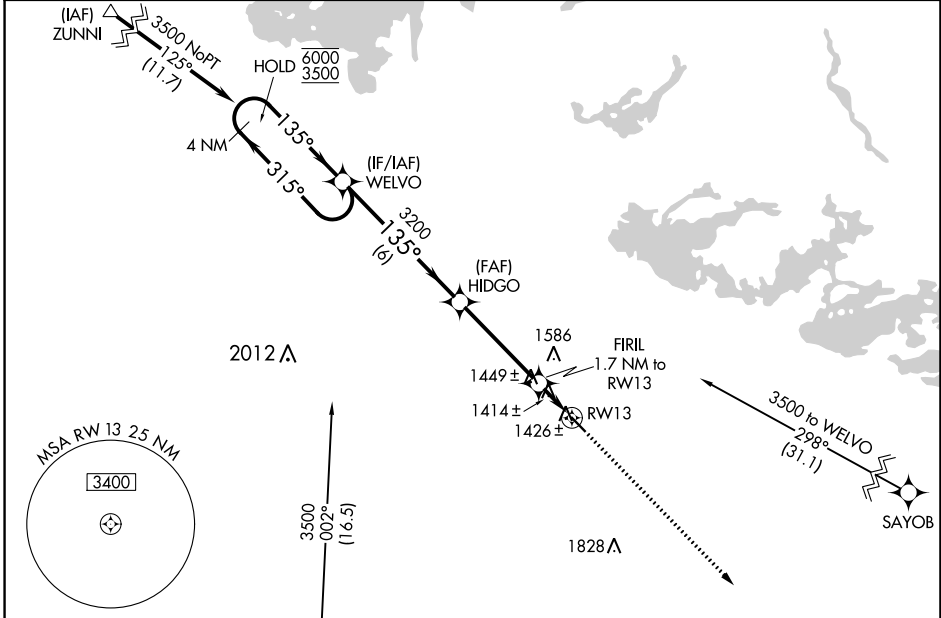 (IAF)
ZUNNI
3500 NoPT
125°
(11.7)
HOLD
6000
3500
4 NM
135°
315°
(IF/IAF)
WELVO
3200
135°
(6)
(FAF)
HIDGO
2012
1586
FIRIL
1.7 NM to
RW13
1449 ±
1414 ±
1426 ±
RW13
3500 to WELVO
298°
(31.1)
SAYOB
MSA RW 13 25 NM
3400
3500
002°
(16.5)
1828